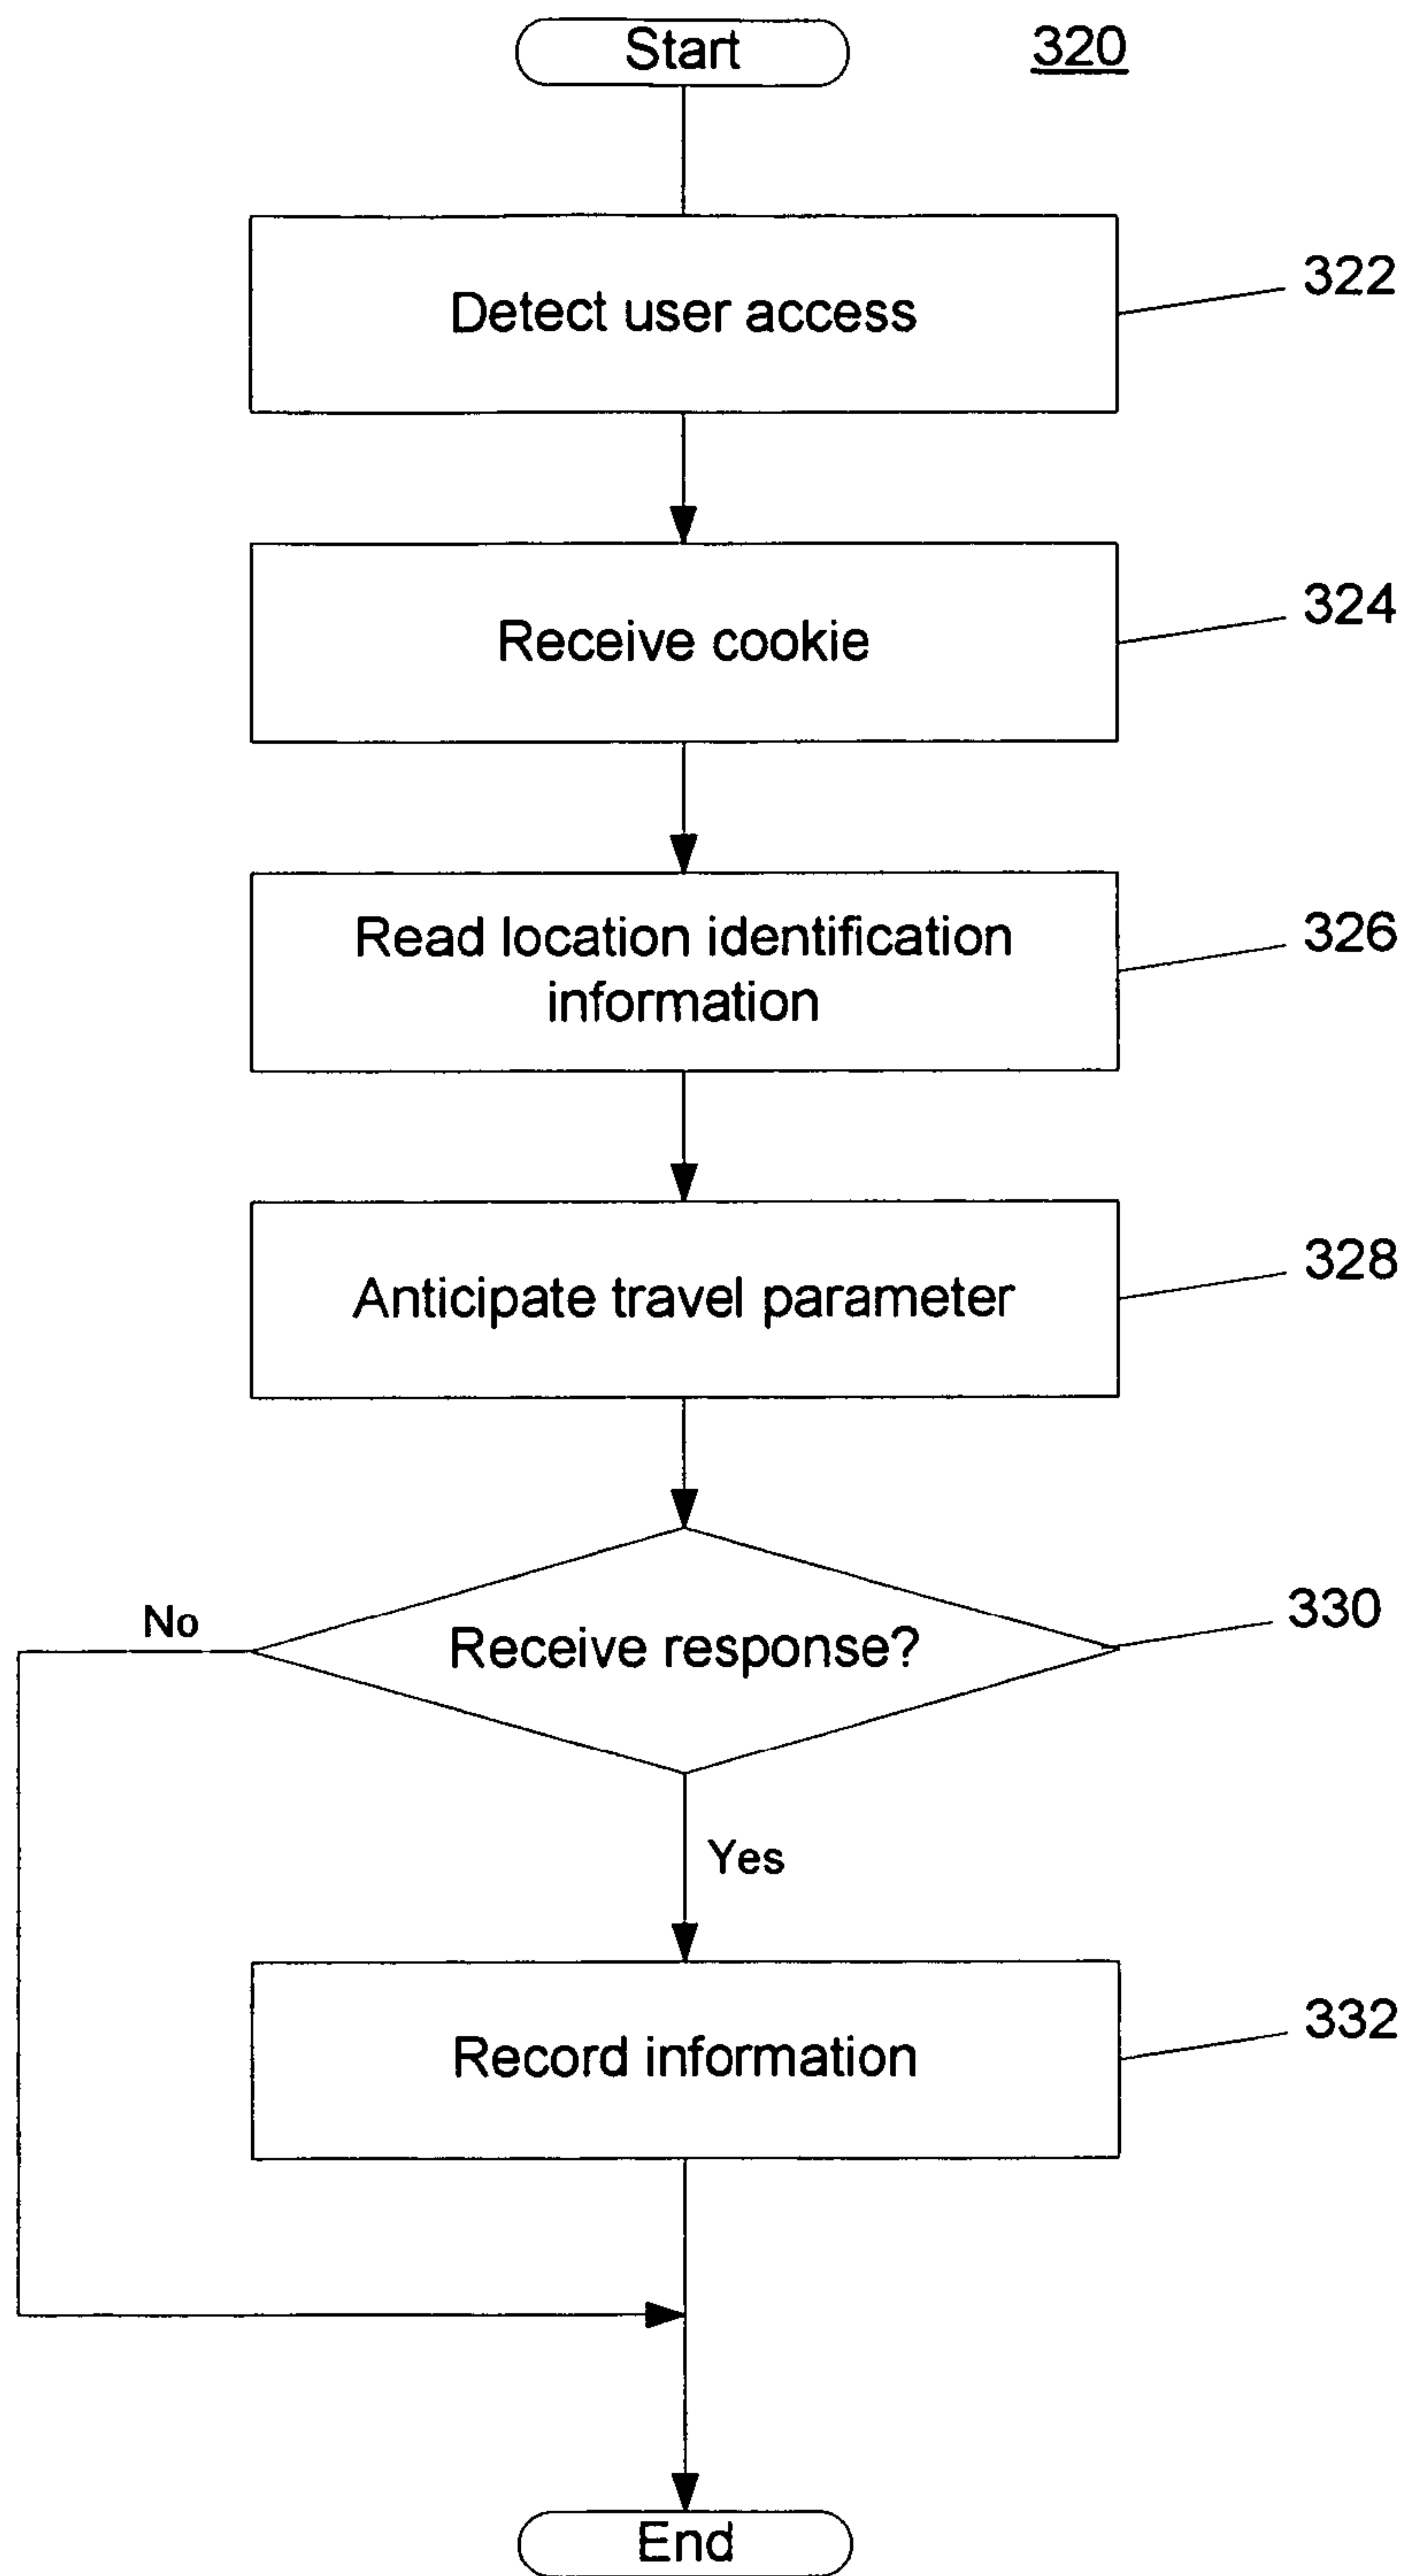 Start
320
Detect user access
322
Receive cookie
324
Read location identification
information
326
Anticipate travel parameter
328
No
Receive response?
330
Yes
Record information
332
End